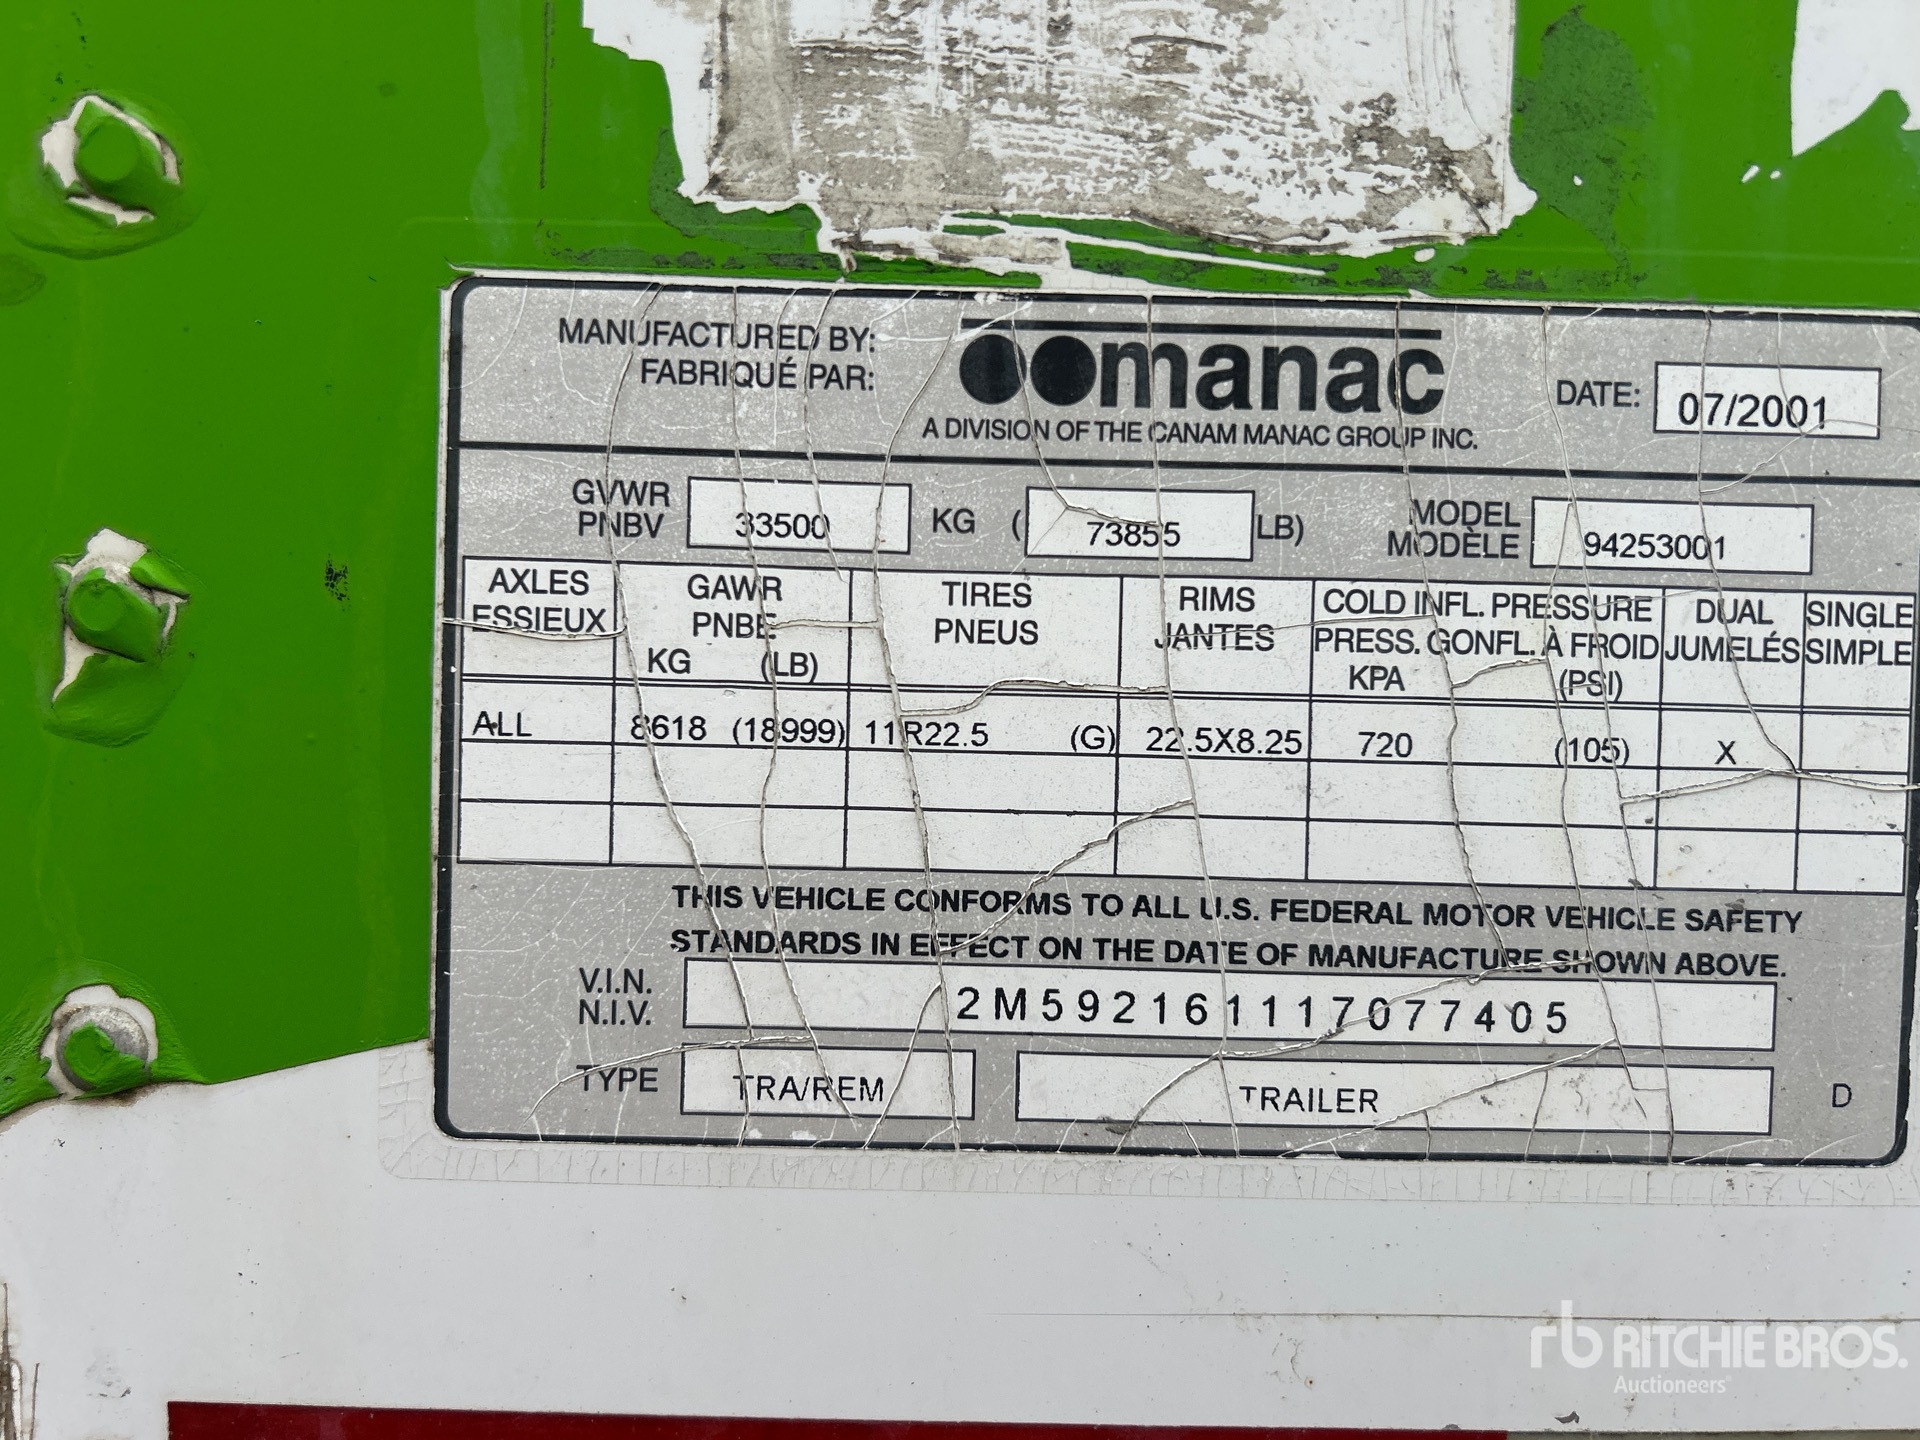 MANUFACTURED BY:
FABRIQUÉ PAR:
manac
A DIVISION OF THE CANAM MANAC GROUP INC.
DATE: 07/2001
GVWR
PNBV
33500 KG ( 73855 LB)
MODEL
MODÈLE
94253001
AXLES
ESSIEUX
GAWR
PNBE
KG (LB)
TIRES
PNEUS
RIMS
JANTES
COLD INFL. PRESSURE
PRESS. GONFL. À FROID
KPA (PSI)
DUAL
JUMELÉS
SINGLE
SIMPLE
ALL 8618 (18999) 11R22.5 (G) 22.5X8.25 720 (105) X
THIS VEHICLE CONFORMS TO ALL U.S. FEDERAL MOTOR VEHICLE SAFETY
STANDARDS IN EFFECT ON THE DATE OF MANUFACTURE SHOWN ABOVE.
V.I.N.
N.I.V.
2M592161117077405
TYPE TRA/REM TRAILER D
rb RITCHIE BROS.
Auctioneers